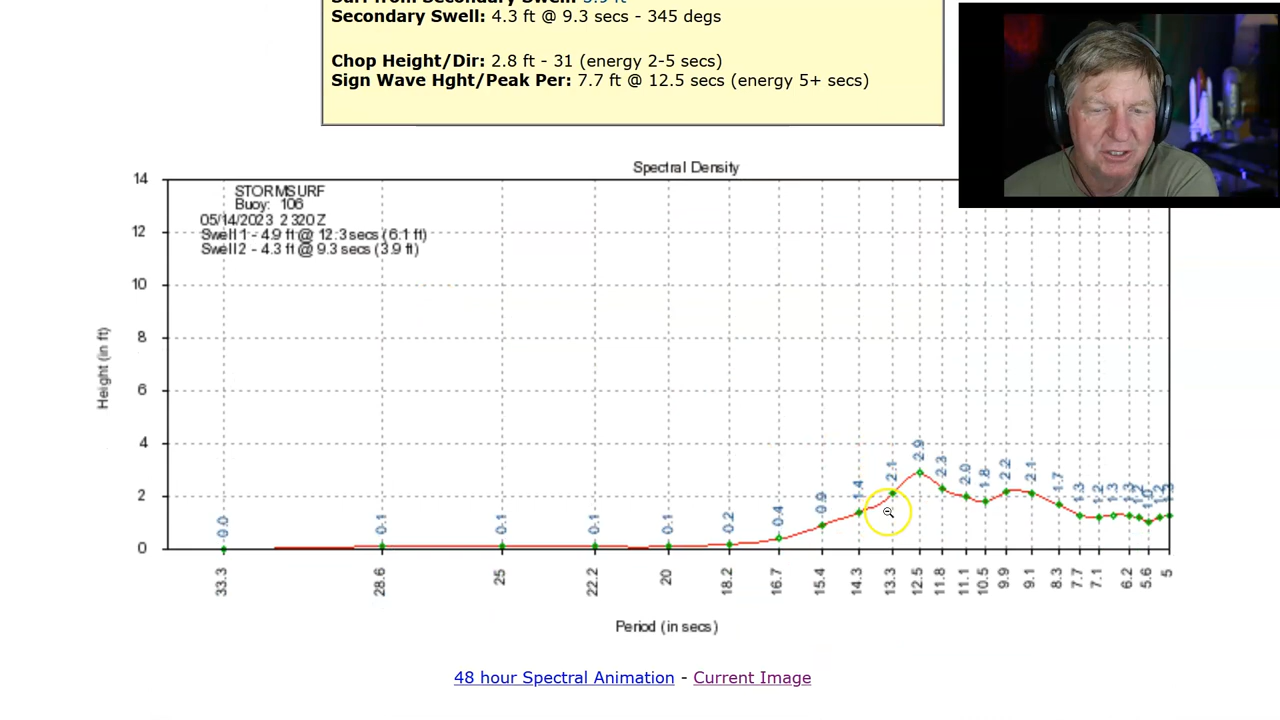 Secondary Swell: 4.3 ft @ 9.3 secs - 345 degs
Chop Height/Dir: 2.8 ft - 31 (energy 2-5 secs)
Sign Wave Hght/Peak Per: 7.7 ft @ 12.5 secs (energy 5+ secs)
Spectral Density
STORMSURF
Buoy: 106
05/14/2023 2320Z
Swell 1 - 4.9 ft @ 12.3 secs (6.1 ft)
Swell 2 - 4.3 ft @ 9.3 secs (3.9 ft)
14
12
10
8
6
4
2
0
Height (in ft)
0.0 0.1 0.1 0.1 0.1 0.2 0.4 0.9 1.4 2.1 2.9 2.3 2.0 1.8 2.2 2.1 1.7 1.3 1.2 1.3
33.3 28.6 25 22.2 20 18.2 16.7 15.4 14.3 13.3 12.5 11.8 11.1 10.5 9.9 9.1 8.3 7.7 7.1 6.2 5.6 5
Period (in secs)
48 hour Spectral Animation - Current Image